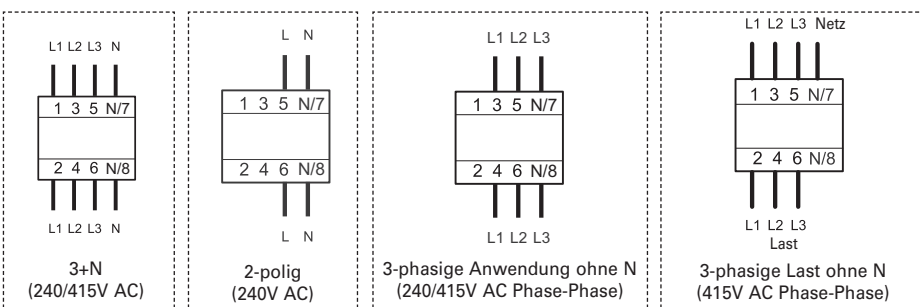 L1 L2 L3 N
1 3 5 N/7
2 4 6 N/8
L1 L2 L3 N
3+N
(240/415V AC)
L N
1 3 5 N/7
2 4 6 N/8
L N
2-polig
(240V AC)
L1 L2 L3
1 3 5 N/7
2 4 6 N/8
L1 L2 L3
3-phasige Anwendung ohne N
(240/415V AC Phase-Phase)
L1 L2 L3 Netz
1 3 5 N/7
2 4 6 N/8
L1 L2 L3
Last
3-phasige Last ohne N
(415V AC Phase-Phase)